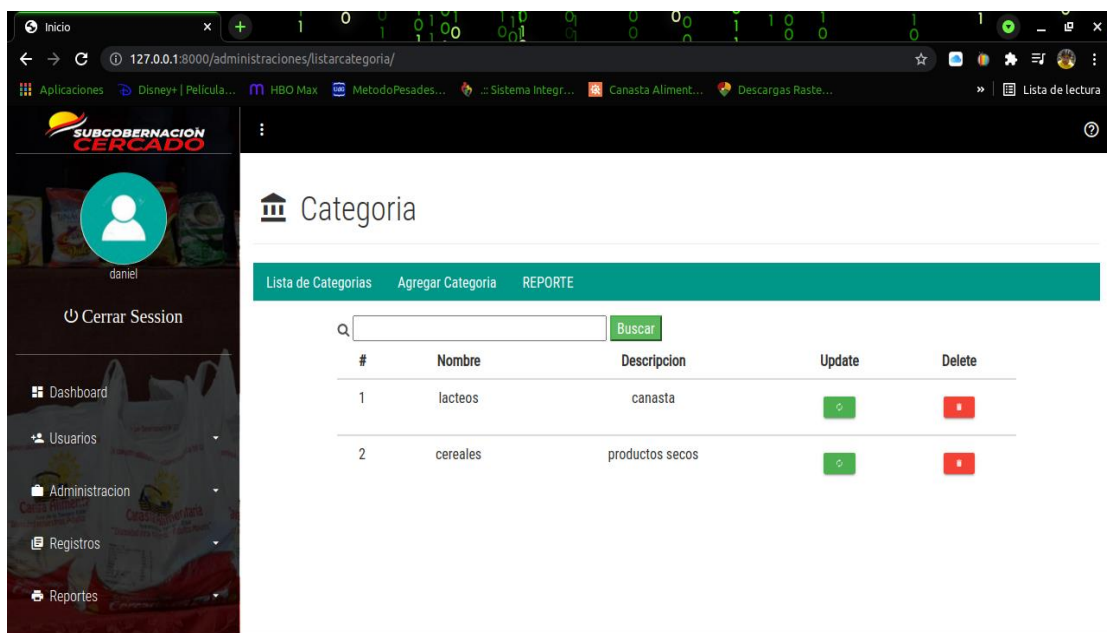 Inicio
127.0.0.1:8000/administraciones/listarcategoria/
Aplicaciones Disney+ | Película... HBO Max MetodoPesades... .:: Sistema Integr... Canasta Aliment... Descargas Raste... » Lista de lectura
SUBGOBERNACION
CERCADO
daniel
Cerrar Session
Dashboard
Usuarios
Administracion
Registros
Reportes
Categoria
Lista de Categorias Agregar Categoria REPORTE
Buscar
# Nombre Descripcion Update Delete
1 lacteos canasta
2 cereales productos secos